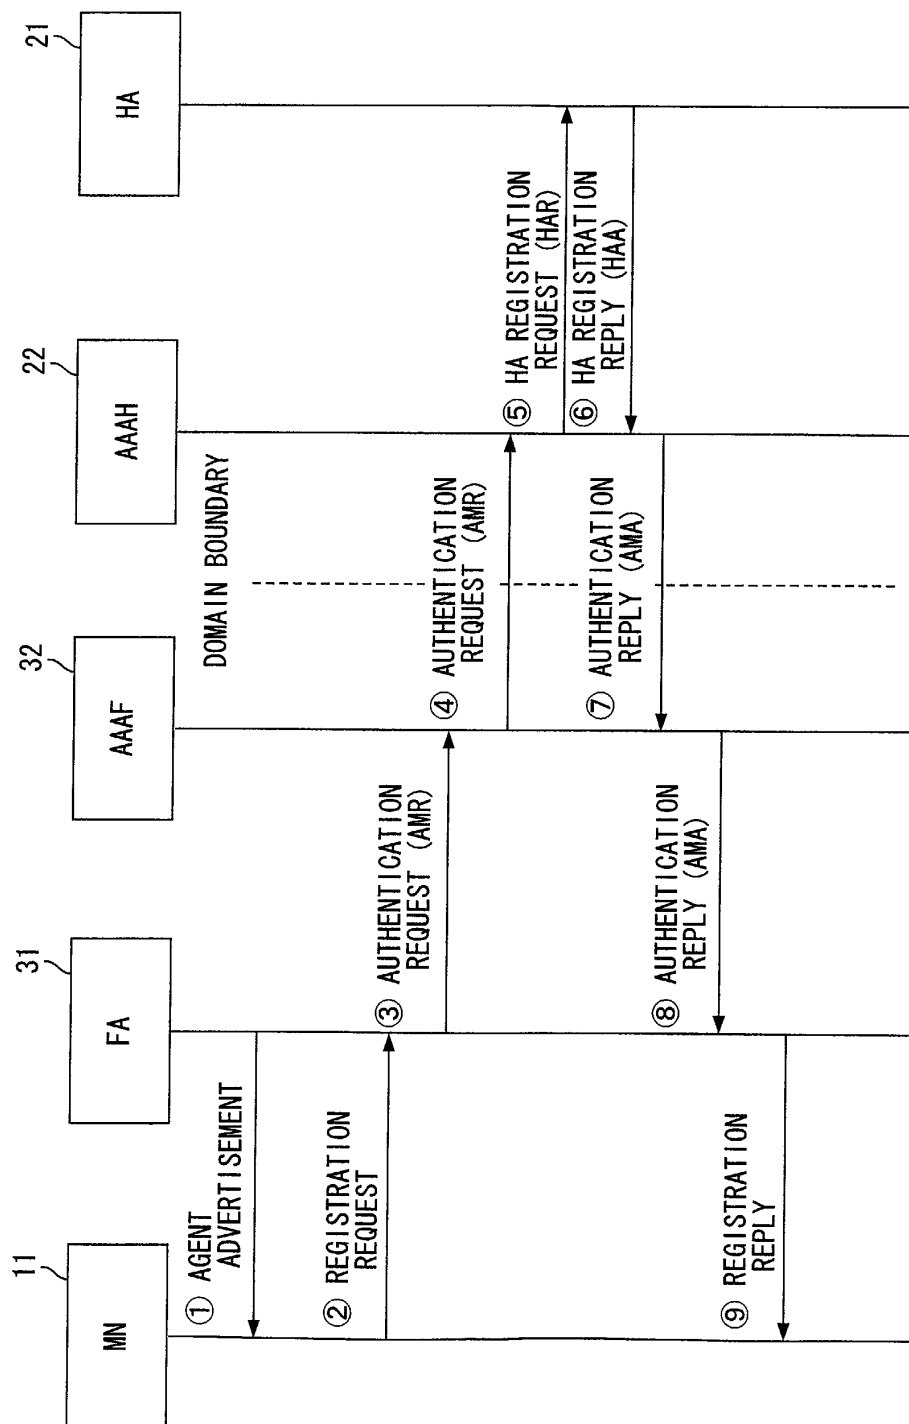 11
MN
31
FA
32
AAAF
22
AAAH
21
HA
DOMAIN BOUNDARY
① AGENT
ADVERTISEMENT
② REGISTRATION
REQUEST
③ AUTHENTICATION
REQUEST (AMR)
④ AUTHENTICATION
REQUEST (AMR)
⑤ HA REGISTRATION
REQUEST (HAR)
⑥ HA REGISTRATION
REPLY (HAA)
⑦ AUTHENTICATION
REPLY (AMA)
⑧ AUTHENTICATION
REPLY (AMA)
⑨ REGISTRATION
REPLY